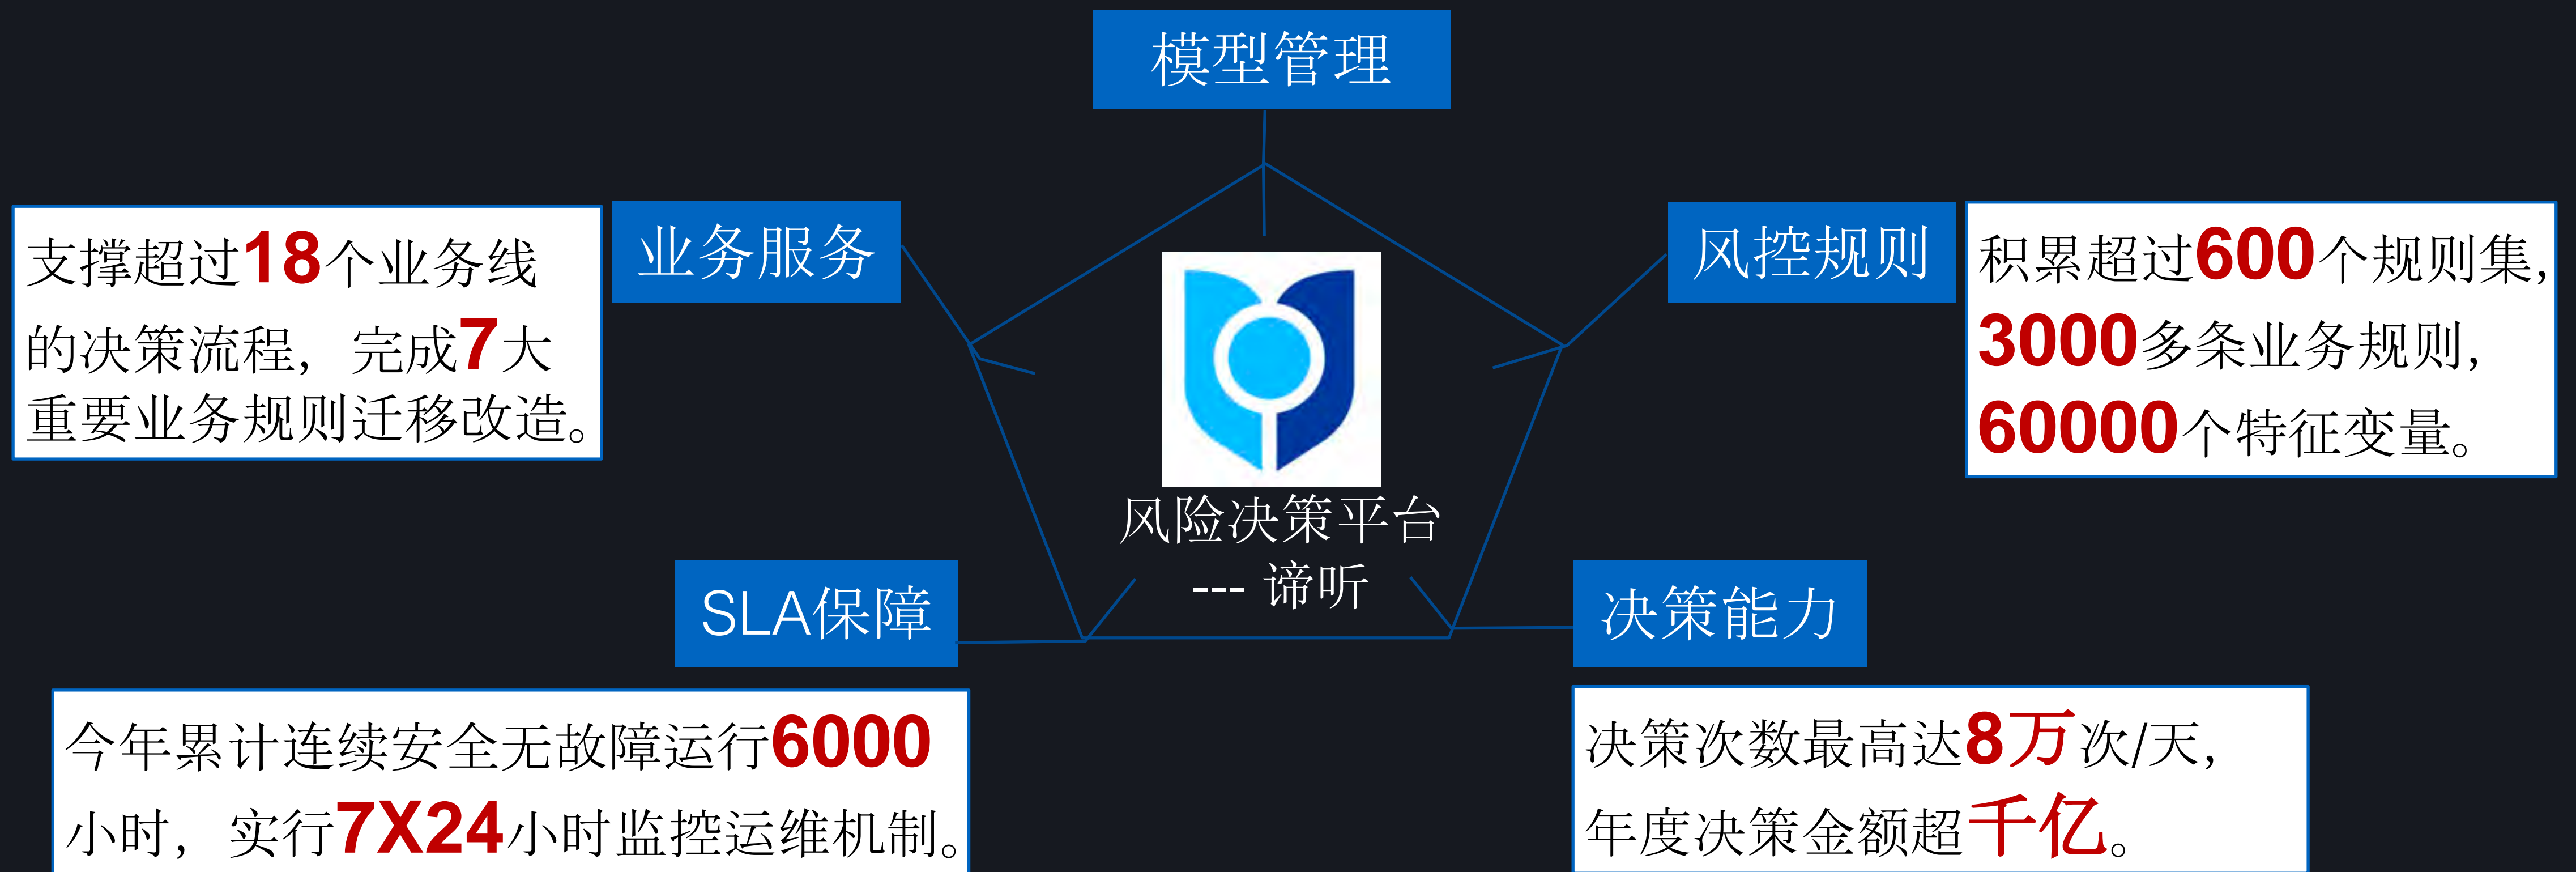 模型管理
业务服务
支撑超过18个业务线
的决策流程，完成7大
重要业务规则迁移改造。
风控规则
积累超过600个规则集，
3000多条业务规则，
60000个特征变量。
风险决策平台
--- 谛听
SLA保障
今年累计连续安全无故障运行6000
小时，实行7X24小时监控运维机制。
决策能力
决策次数最高达8万次/天，
年度决策金额超千亿。